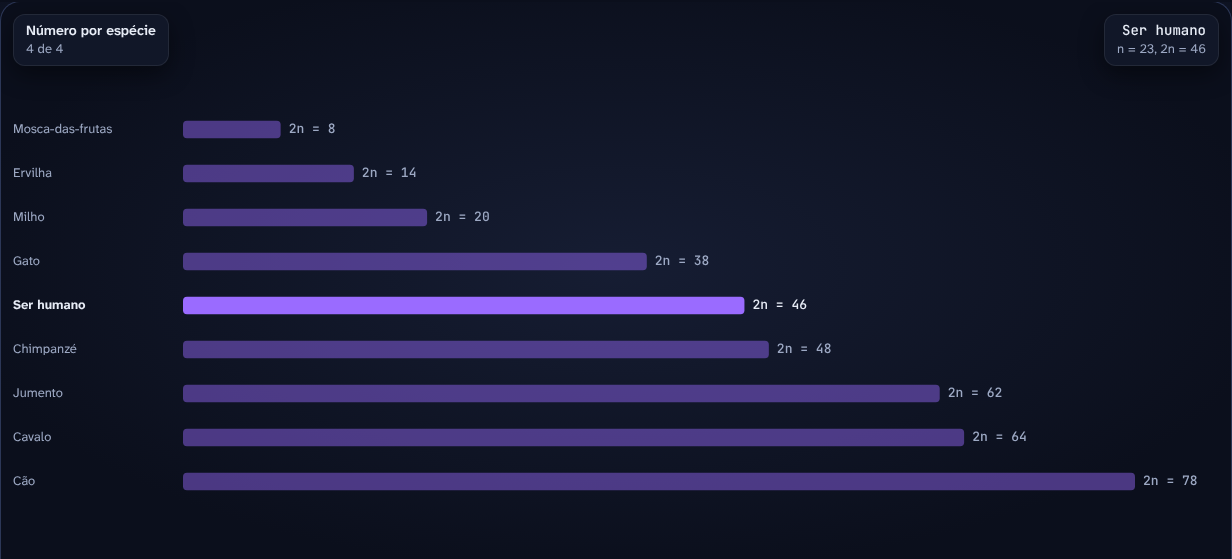 Número por espécie
4 de 4
Ser humano
n = 23, 2n = 46
Mosca-das-frutas 2n = 8
Ervilha 2n = 14
Milho 2n = 20
Gato 2n = 38
Ser humano 2n = 46
Chimpanzé 2n = 48
Jumento 2n = 62
Cavalo 2n = 64
Cão 2n = 78